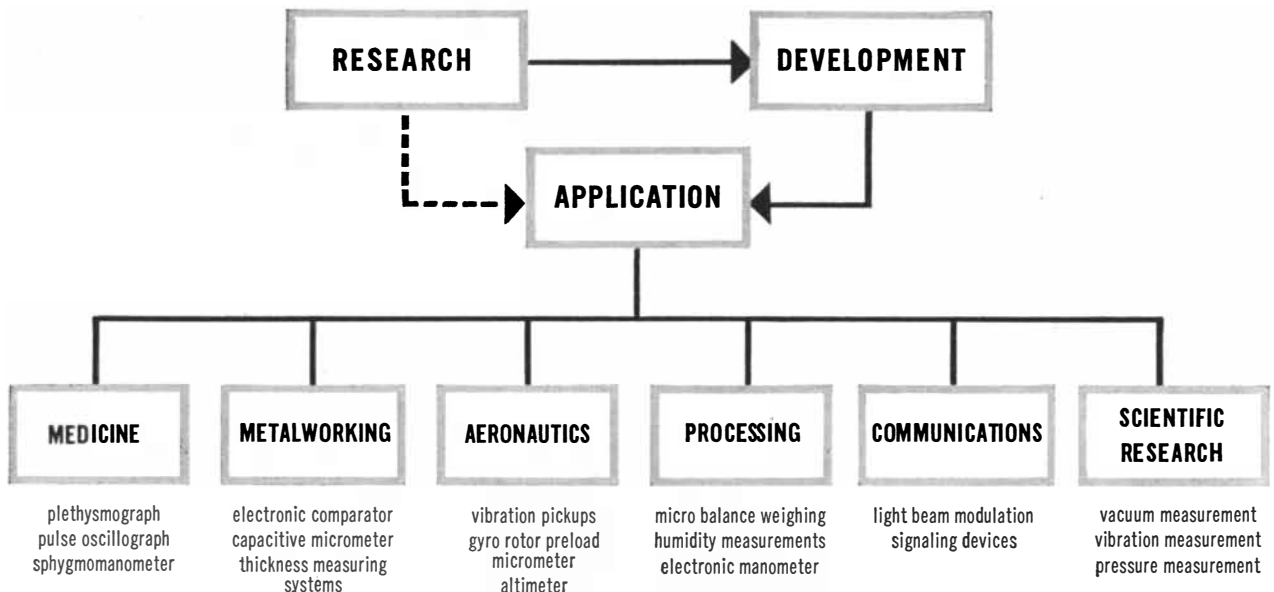 RESEARCH
DEVELOPMENT
APPLICATION
MEDICINE
METALWORKING
AERONAUTICS
PROCESSING
COMMUNICATIONS
SCIENTIFIC
RESEARCH
plethysmograph
pulse oscillograph
sphygmomanometer
electronic comparator
capacitive micrometer
thickness measuring
systems
vibration pickups
gyro rotor preload
micrometer
altimeter
micro balance weighing
humidity measurements
electronic manometer
light beam modulation
signaling devices
vacuum measurement
vibration measurement
pressure measurement